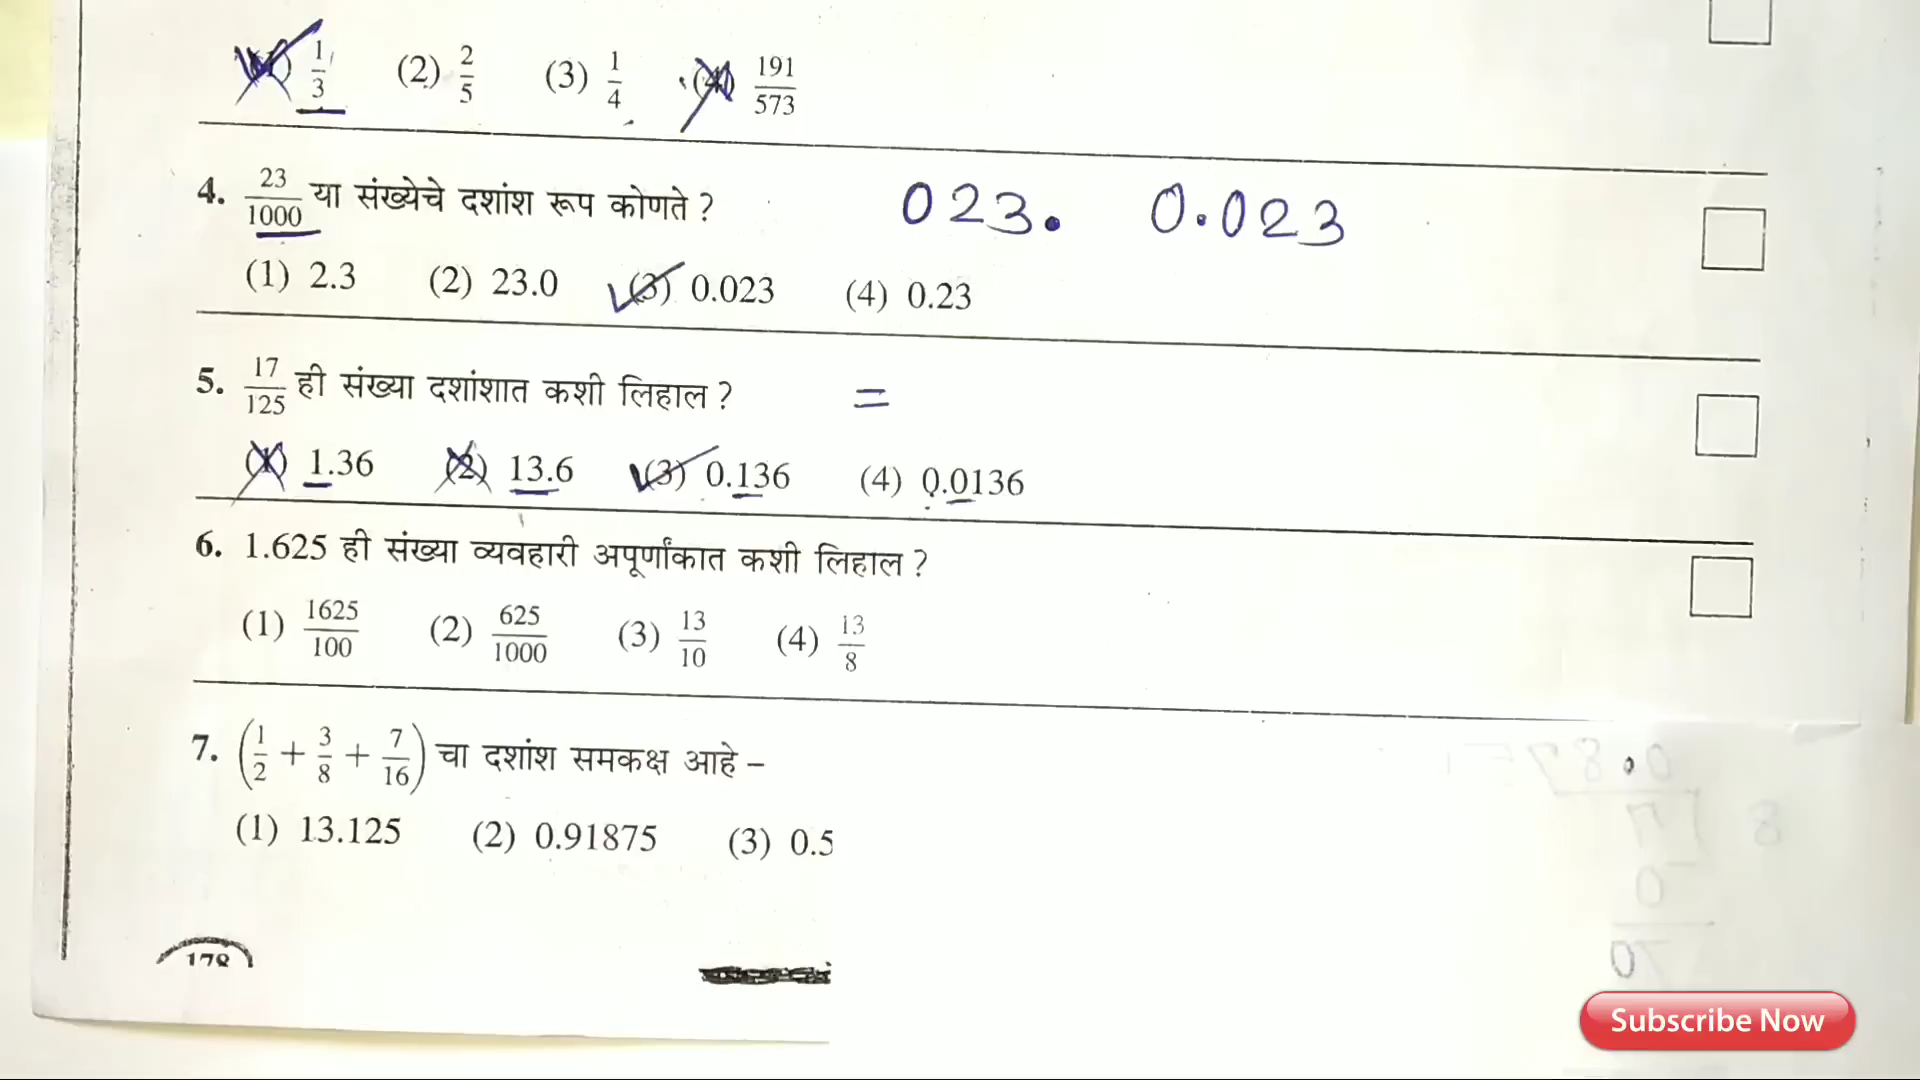 (1) 1/3 (2) 2/5 (3) 1/4 (4) 191/573
4. 23/1000 या संख्येचे दशांश रूप कोणते ? 023. 0.023
(1) 2.3 (2) 23.0 (3) 0.023 (4) 0.23
5. 17/125 ही संख्या दशांशात कशी लिहाल ? =
(1) 1.36 (2) 13.6 (3) 0.136 (4) 0.0136
6. 1.625 ही संख्या व्यवहारी अपूर्णांकात कशी लिहाल ?
(1) 1625/100 (2) 625/1000 (3) 13/10 (4) 13/8
7. (1/2 + 3/8 + 7/16) चा दशांश समकक्ष आहे –
(1) 13.125 (2) 0.91875 (3) 0.5
178
Subscribe Now